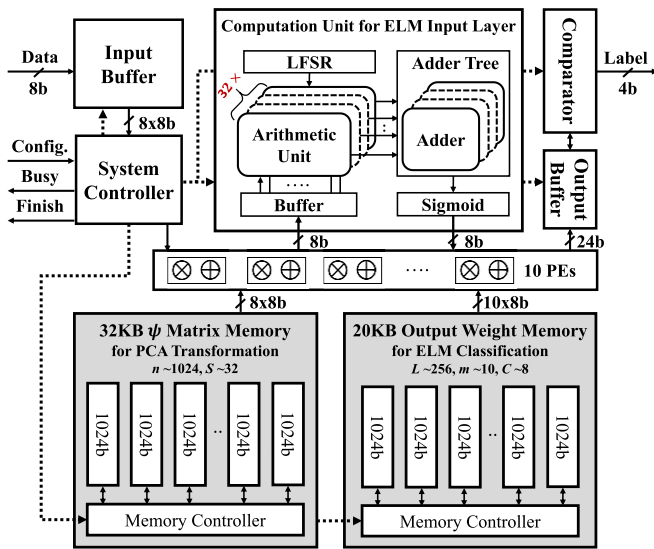 Data
8b
Input
Buffer
8x8b
Config.
Busy
Finish
System
Controller
Computation Unit for ELM Input Layer
LFSR
32 ×
Arithmetic
Unit
....
Buffer
8b
Adder Tree
:
Adder
Sigmoid
8b
Comparator
Label
4b
Output
Buffer
24b
....
10 PEs
8x8b
10x8b
32KB ψ Matrix Memory
for PCA Transformation
n ~1024, S ~32
1024b
1024b
1024b
..
1024b
1024b
Memory Controller
20KB Output Weight Memory
for ELM Classification
L ~256, m ~10, C ~8
1024b
1024b
1024b
..
1024b
1024b
Memory Controller